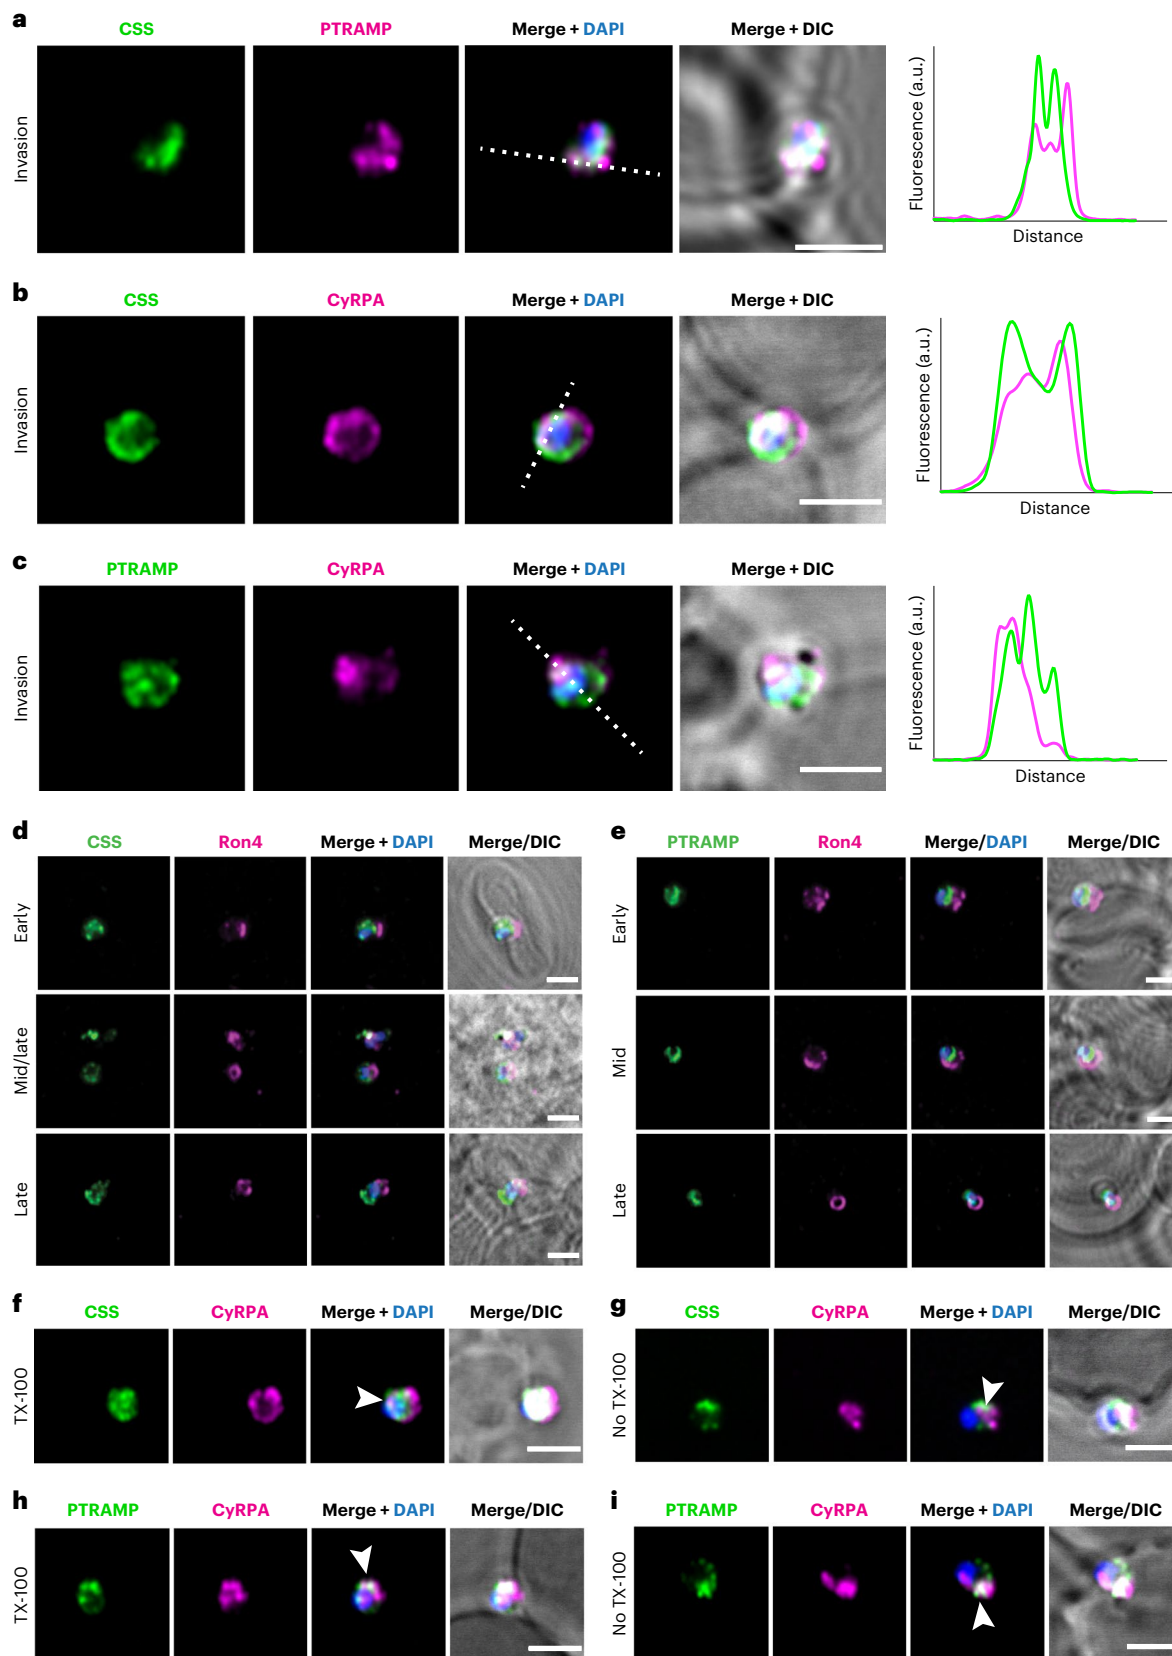 a
CSS PTRAMP Merge + DAPI Merge + DIC
Invasion
Fluorescence (a.u.)
Distance
b
CSS CyRPA Merge + DAPI Merge + DIC
Invasion
Fluorescence (a.u.)
Distance
c
PTRAMP CyRPA Merge + DAPI Merge + DIC
Invasion
Fluorescence (a.u.)
Distance
d
CSS Ron4 Merge + DAPI Merge/DIC
Early
Mid/late
Late
e
PTRAMP Ron4 Merge/DAPI Merge/DIC
Early
Mid
Late
f
CSS CyRPA Merge + DAPI Merge/DIC
TX-100
g
CSS CyRPA Merge + DAPI Merge/DIC
No TX-100
h
PTRAMP CyRPA Merge + DAPI Merge/DIC
TX-100
i
PTRAMP CyRPA Merge + DAPI Merge/DIC
No TX-100